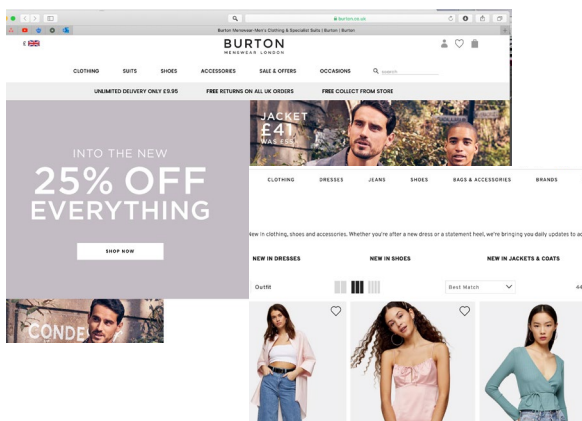 burton.co.uk
Burton Menswear-Men's Clothing & Specialist Suits | Burton | Burton
£
BURTON
MENSWEAR LONDON
CLOTHING SUITS SHOES ACCESSORIES SALE & OFFERS OCCASIONS search
UNLIMITED DELIVERY ONLY £9.95 FREE RETURNS ON ALL UK ORDERS FREE COLLECT FROM STORE
JACKET
£41
WAS £55
INTO THE NEW
25% OFF
EVERYTHING
SHOP NOW
CLOTHING DRESSES JEANS SHOES BAGS & ACCESSORIES BRANDS
New in clothing, shoes and accessories. Whether you're after a new dress or a statement heel, we're bringing you daily updates to
NEW IN DRESSES NEW IN SHOES NEW IN JACKETS & COATS
Outfit Best Match 44